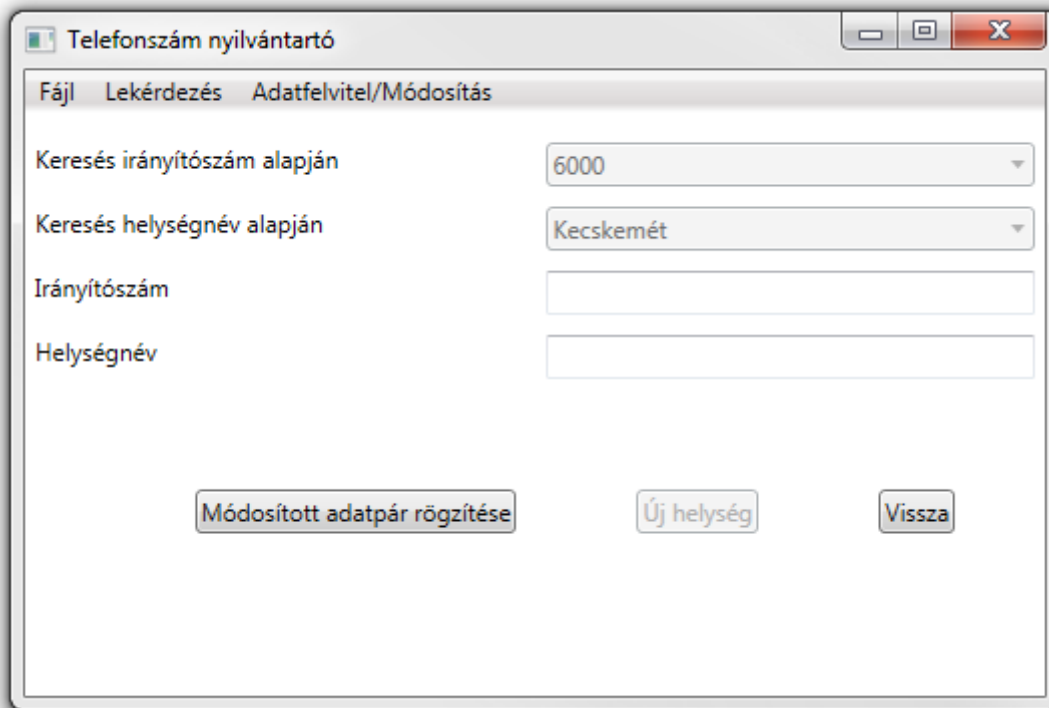 Telefonszám nyilvántartó
Fájl Lekérdezés Adatfelvitel/Módosítás
Keresés irányítószám alapján 6000
Keresés helységnév alapján Kecskemét
Irányítószám
Helységnév
Módosított adatpár rögzítése Új helység Vissza